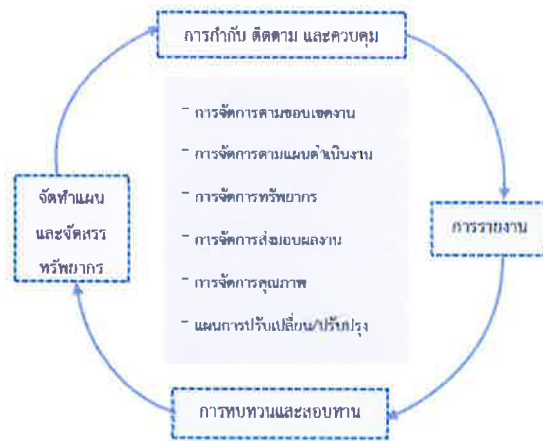 การกำกับ ติดตาม และควบคุม
- การจัดการตามขอบเขตงาน
- การจัดการตามแผนดำเนินงาน
- การจัดการทรัพยากร
- การจัดการส่งมอบผลงาน
- การจัดการคุณภาพ
- แผนการปรับเปลี่ยน/ปรับปรุง
จัดทำแผน
และจัดสรร
ทรัพยากร
การรายงาน
การทบทวนและสอบทาน